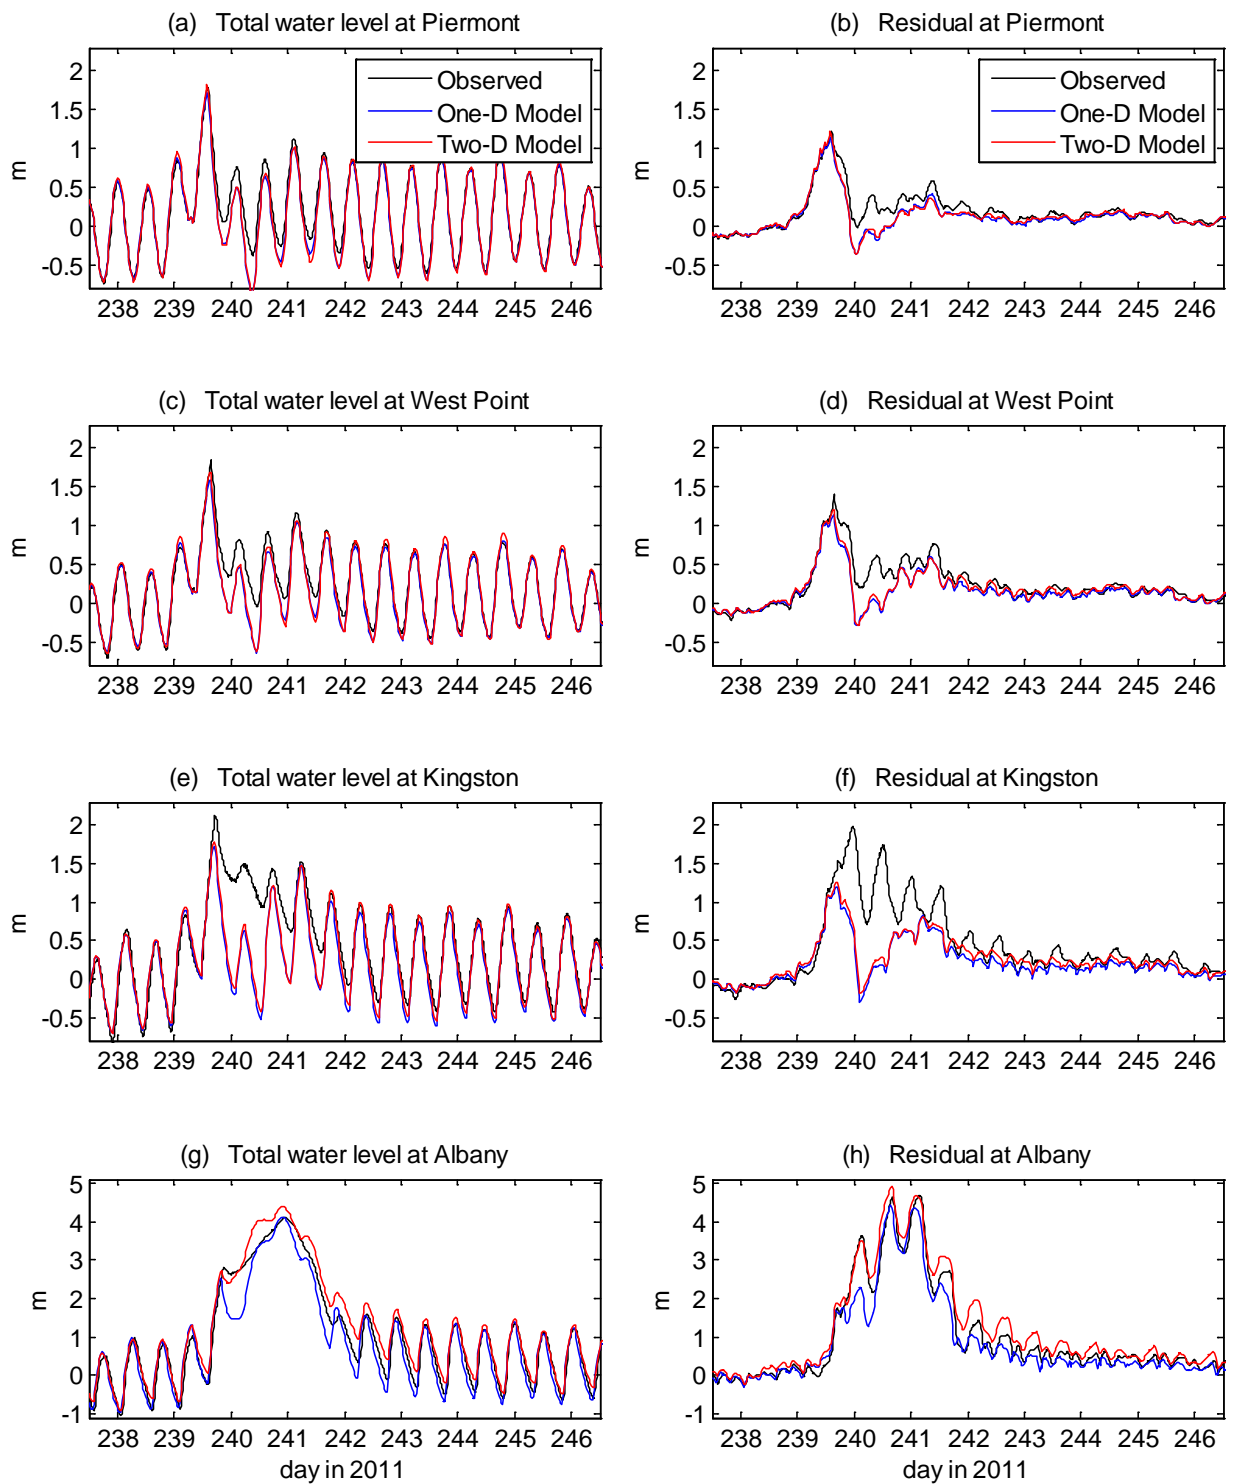 (a) Total water level at Piermont
2
1.5
1
0.5
0
-0.5
m
Observed
One-D Model
Two-D Model
238 239 240 241 242 243 244 245 246
(b) Residual at Piermont
2
1.5
1
0.5
0
-0.5
m
Observed
One-D Model
Two-D Model
238 239 240 241 242 243 244 245 246
(c) Total water level at West Point
2
1.5
1
0.5
0
-0.5
m
238 239 240 241 242 243 244 245 246
(d) Residual at West Point
2
1.5
1
0.5
0
-0.5
m
238 239 240 241 242 243 244 245 246
(e) Total water level at Kingston
2
1.5
1
0.5
0
-0.5
m
238 239 240 241 242 243 244 245 246
(f) Residual at Kingston
2
1.5
1
0.5
0
-0.5
m
238 239 240 241 242 243 244 245 246
(g) Total water level at Albany
5
4
3
2
1
0
-1
m
238 239 240 241 242 243 244 245 246
day in 2011
(h) Residual at Albany
5
4
3
2
1
0
-1
m
238 239 240 241 242 243 244 245 246
day in 2011